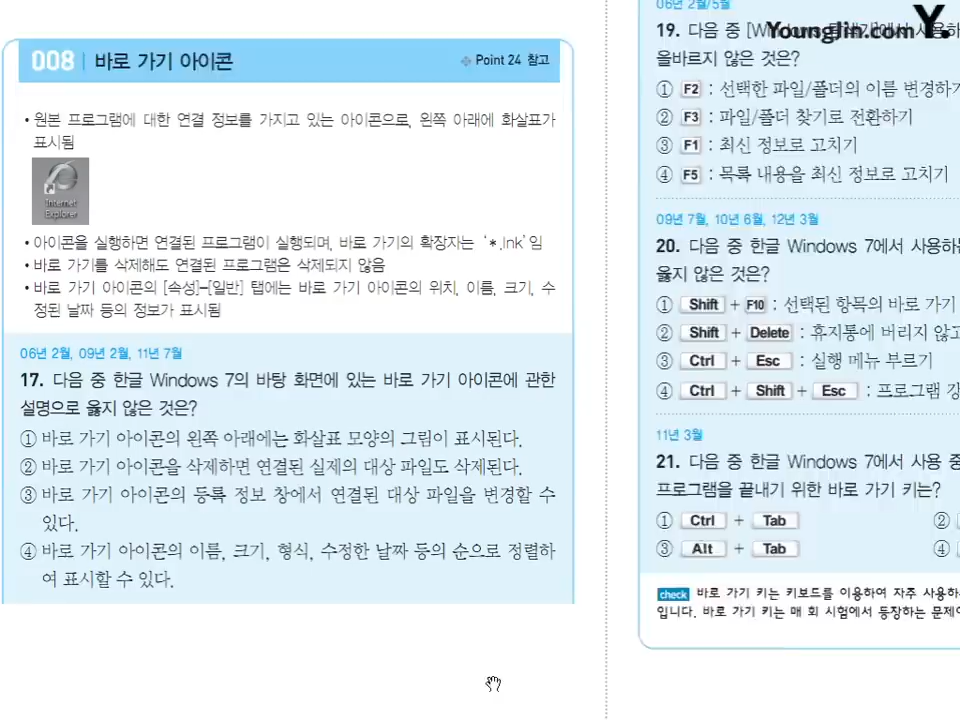 008 바로 가기 아이콘
Point 24 참고
• 원본 프로그램에 대한 연결 정보를 가지고 있는 아이콘으로, 왼쪽 아래에 화살표가
표시됨
Internet
Explorer
• 아이콘을 실행하면 연결된 프로그램이 실행되며, 바로 가기의 확장자는 ‘*.lnk’임
• 바로 가기를 삭제해도 연결된 프로그램은 삭제되지 않음
• 바로 가기 아이콘의 [속성]-[일반] 탭에는 바로 가기 아이콘의 위치, 이름, 크기, 수
정된 날짜 등의 정보가 표시됨
06년 2월, 09년 2월, 11년 7월
17. 다음 중 한글 Windows 7의 바탕 화면에 있는 바로 가기 아이콘에 관한
설명으로 옳지 않은 것은?
① 바로 가기 아이콘의 왼쪽 아래에는 화살표 모양의 그림이 표시된다.
② 바로 가기 아이콘을 삭제하면 연결된 실제의 대상 파일도 삭제된다.
③ 바로 가기 아이콘의 등록 정보 창에서 연결된 대상 파일을 변경할 수
있다.
④ 바로 가기 아이콘의 이름, 크기, 형식, 수정한 날짜 등의 순으로 정렬하
여 표시할 수 있다.
06년 2월/5월
Younglin.com Y.
19. 다음 중 [Windows
올바르지 않은 것은?
① F2 : 선택한 파일/폴더의 이름 변경하기
② F3 : 파일/폴더 찾기로 전환하기
③ F1 : 최신 정보로 고치기
④ F5 : 목록 내용을 최신 정보로 고치기
09년 7월, 10년 6월, 12년 3월
20. 다음 중 한글 Windows 7에서 사용하는
옳지 않은 것은?
① Shift + F10 : 선택된 항목의 바로 가기
② Shift + Delete : 휴지통에 버리지 않고
③ Ctrl + Esc : 실행 메뉴 부르기
④ Ctrl + Shift + Esc : 프로그램 강
11년 3월
21. 다음 중 한글 Windows 7에서 사용 중
프로그램을 끝내기 위한 바로 가기 키는?
① Ctrl + Tab ②
③ Alt + Tab ④
check 바로 가기 키는 키보드를 이용하여 자주 사용하
입니다. 바로 가기 키는 매 회 시험에서 등장하는 문제